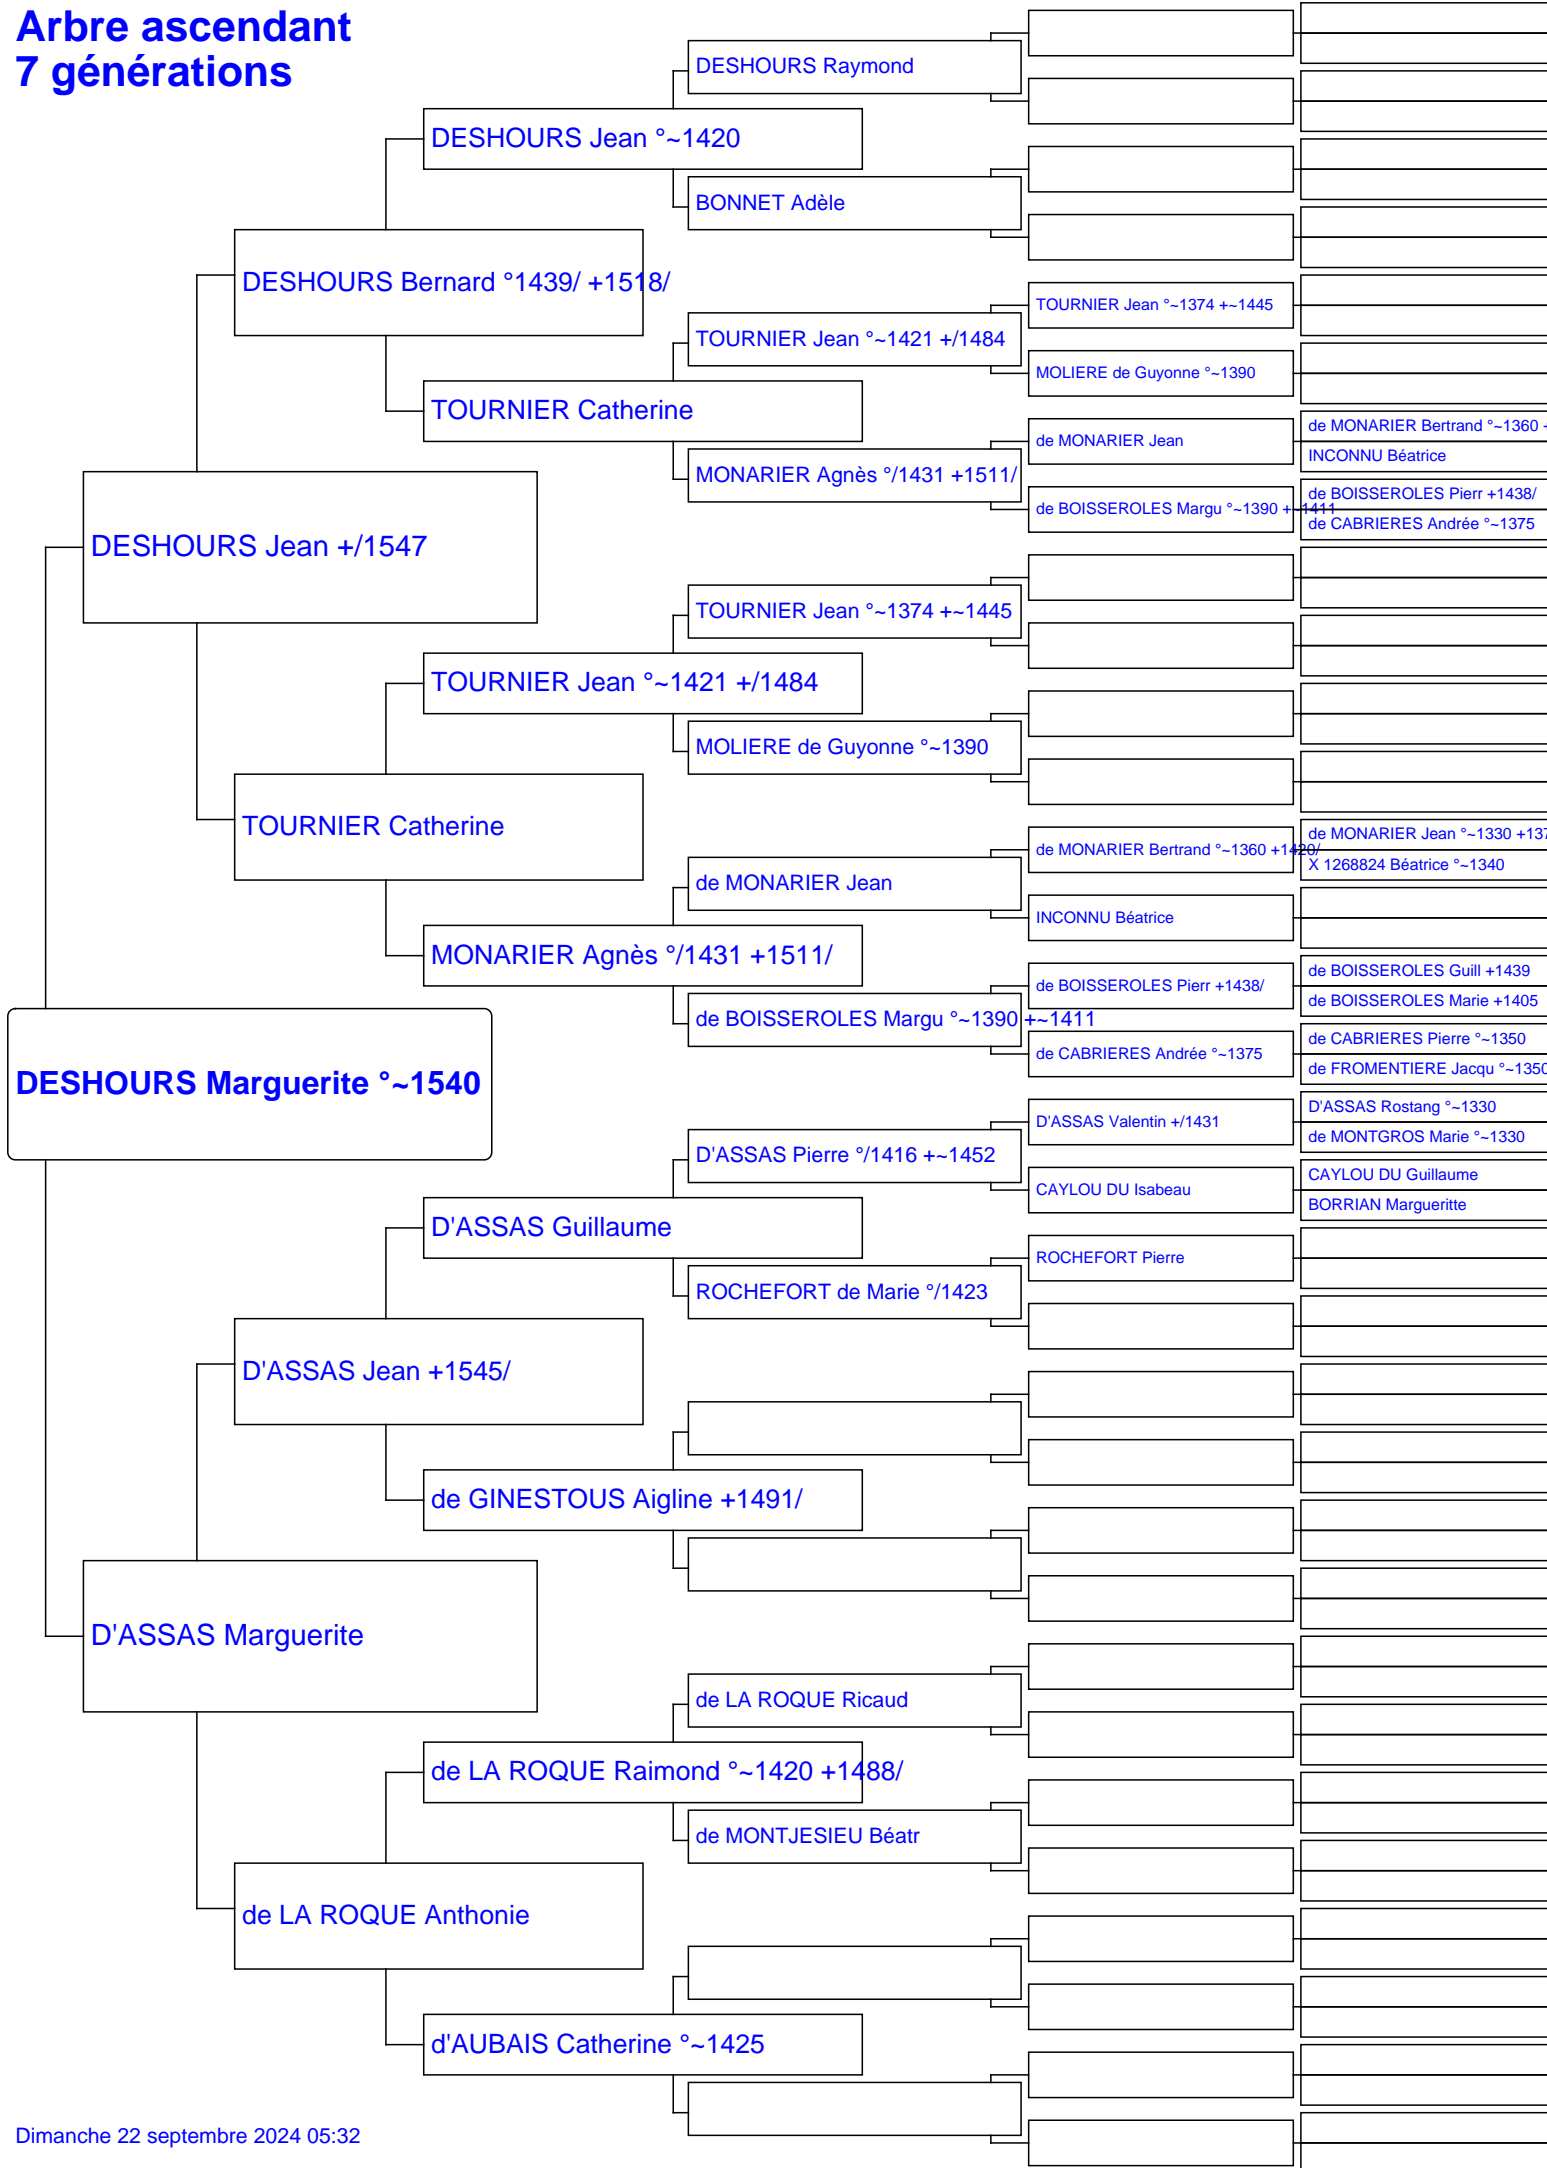 Arbre ascendant
7 générations
DESHOURS Raymond
DESHOURS Jean °~1420
BONNET Adèle
DESHOURS Bernard °1439/ +1518/
TOURNIER Jean °~1374 +~1445
TOURNIER Jean °~1421 +/1484
MOLIERE de Guyonne °~1390
TOURNIER Catherine
de MONARIER Bertrand °~1360 +
de MONARIER Jean
INCONNU Béatrice
MONARIER Agnès °/1431 +1511/
de BOISSEROLES Pierr +1438/
de BOISSEROLES Margu °~1390 +~1411
de CABRIERES Andrée °~1375
DESHOURS Jean +/1547
TOURNIER Jean °~1374 +~1445
TOURNIER Jean °~1421 +/1484
MOLIERE de Guyonne °~1390
TOURNIER Catherine
de MONARIER Jean °~1330 +137
de MONARIER Bertrand °~1360 +1420/
X 1268824 Béatrice °~1340
de MONARIER Jean
INCONNU Béatrice
MONARIER Agnès °/1431 +1511/
de BOISSEROLES Guill +1439
de BOISSEROLES Pierr +1438/
de BOISSEROLES Marie +1405
de BOISSEROLES Margu °~1390 +~1411
de CABRIERES Pierre °~1350
de CABRIERES Andrée °~1375
de FROMENTIERE Jacqu °~1350
DESHOURS Marguerite °~1540
D'ASSAS Rostang °~1330
D'ASSAS Valentin +/1431
de MONTGROS Marie °~1330
D'ASSAS Pierre °/1416 +~1452
CAYLOU DU Guillaume
CAYLOU DU Isabeau
BORRIAN Margueritte
D'ASSAS Guillaume
ROCHEFORT Pierre
ROCHEFORT de Marie °/1423
D'ASSAS Jean +1545/
de GINESTOUS Aigline +1491/
D'ASSAS Marguerite
de LA ROQUE Ricaud
de LA ROQUE Raimond °~1420 +1488/
de MONTJESIEU Béatr
de LA ROQUE Anthonie
d'AUBAIS Catherine °~1425
Dimanche 22 septembre 2024 05:32